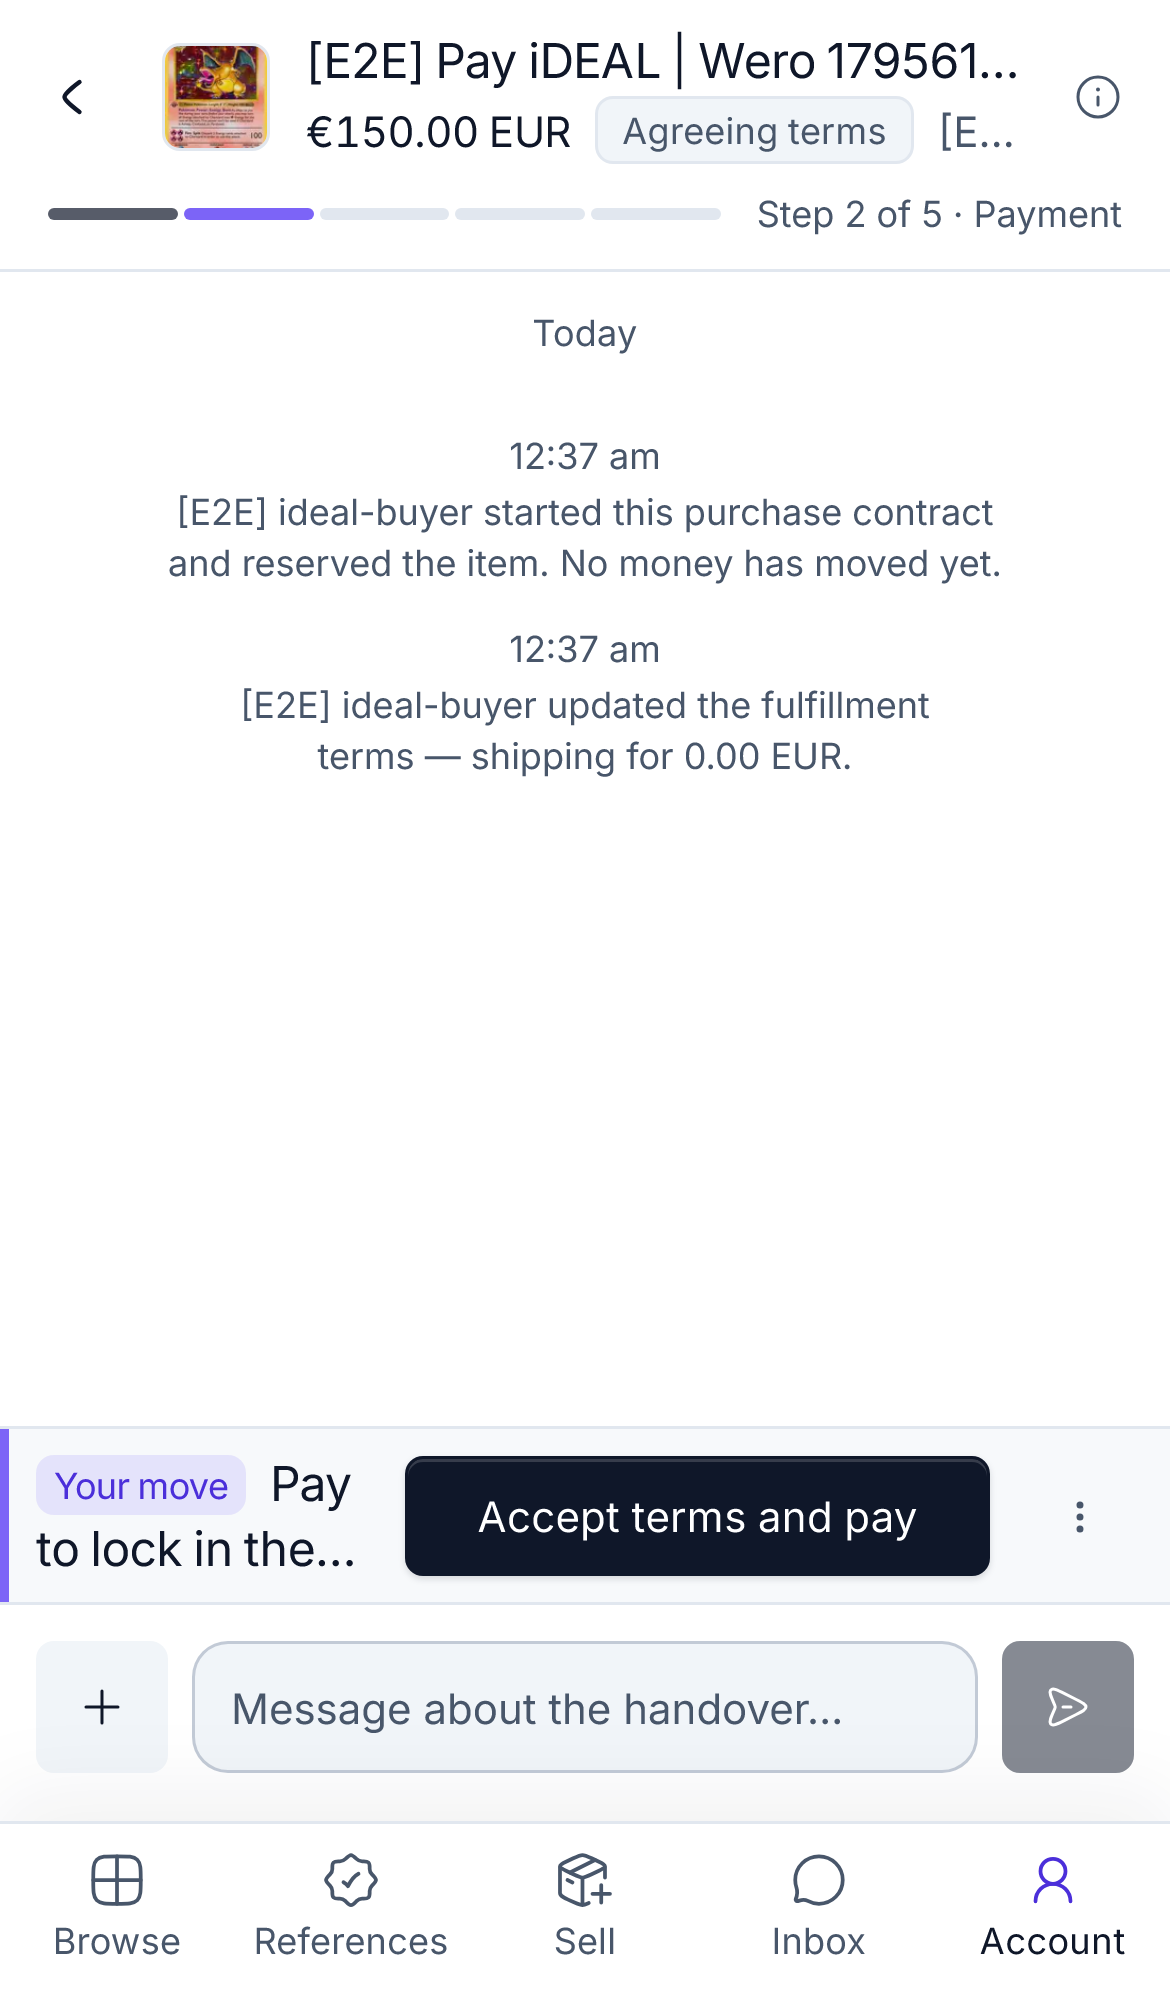 [E2E] Pay iDEAL | Wero 179561...
€150.00 EUR Agreeing terms [E...
Step 2 of 5 · Payment
Today
12:37 am
[E2E] ideal-buyer started this purchase contract
and reserved the item. No money has moved yet.
12:37 am
[E2E] ideal-buyer updated the fulfillment
terms — shipping for 0.00 EUR.
Your move Pay
to lock in the...
Accept terms and pay
Message about the handover...
Browse References Sell Inbox Account